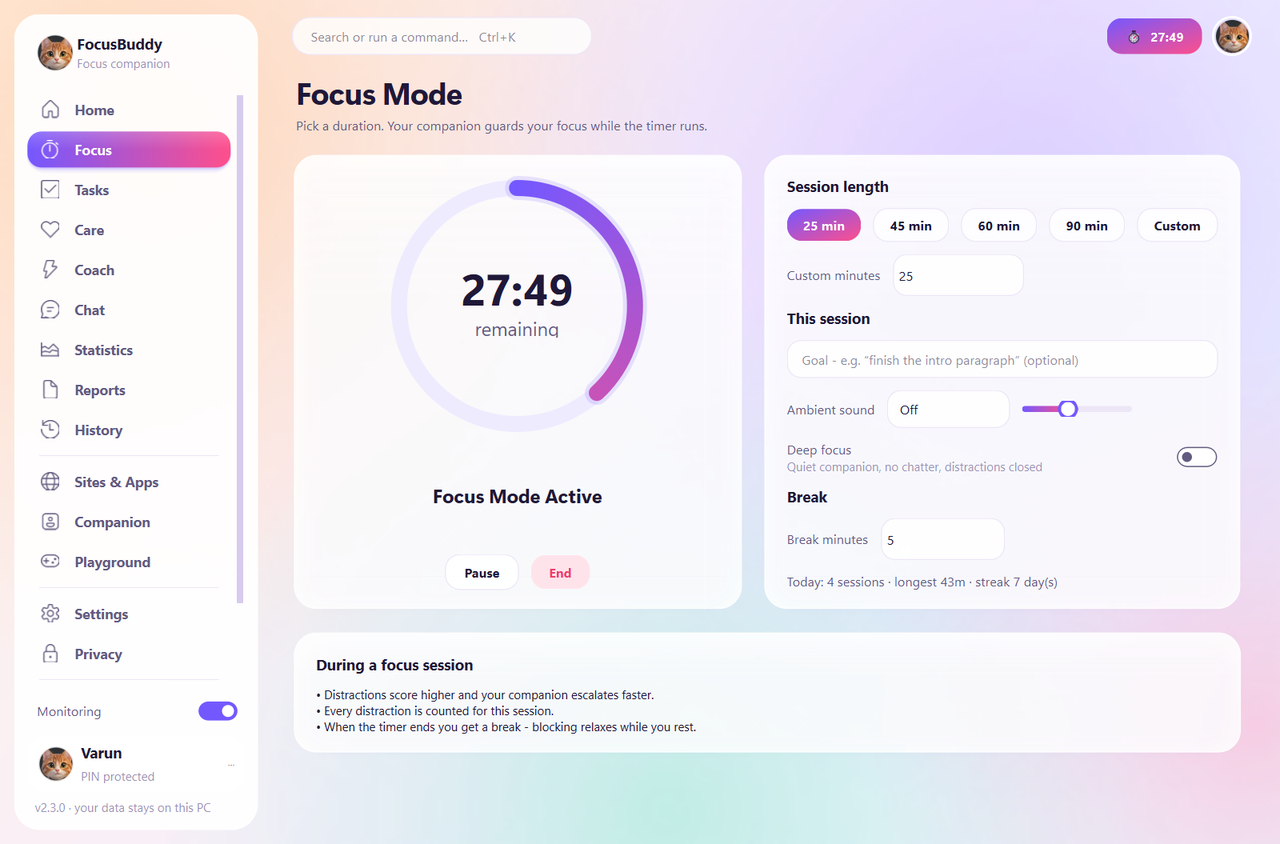 FocusBuddy
Focus companion
Home
Focus
Tasks
Care
Coach
Chat
Statistics
Reports
History
Sites & Apps
Companion
Playground
Settings
Privacy
Monitoring
Varun
PIN protected
...
v2.3.0 · your data stays on this PC
Search or run a command... Ctrl+K
27:49
Focus Mode
Pick a duration. Your companion guards your focus while the timer runs.
27:49
remaining
Focus Mode Active
Pause End
Session length
25 min 45 min 60 min 90 min Custom
Custom minutes 25
This session
Goal - e.g. "finish the intro paragraph" (optional)
Ambient sound Off
Deep focus
Quiet companion, no chatter, distractions closed
Break
Break minutes 5
Today: 4 sessions · longest 43m · streak 7 day(s)
During a focus session
• Distractions score higher and your companion escalates faster.
• Every distraction is counted for this session.
• When the timer ends you get a break - blocking relaxes while you rest.